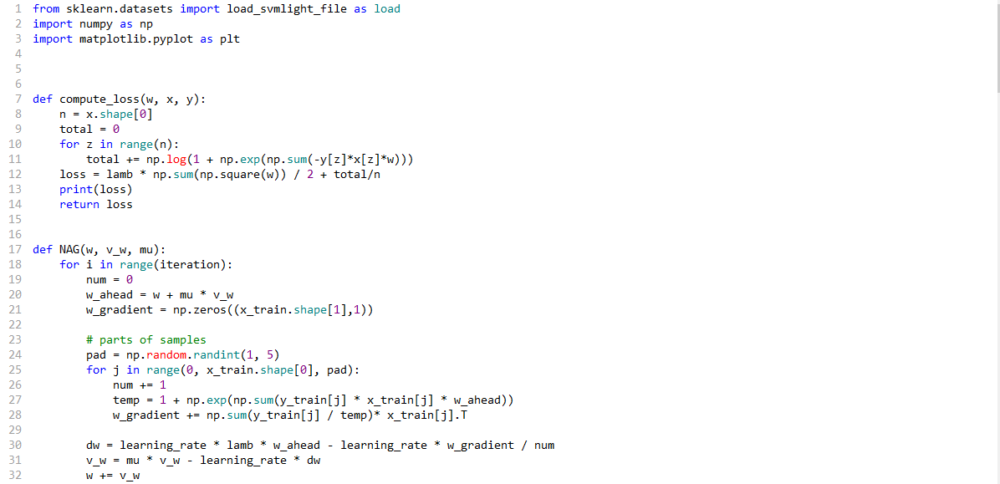 1 from sklearn.datasets import load_svmlight_file as load
2 import numpy as np
3 import matplotlib.pyplot as plt
4
5
6
7 def compute_loss(w, x, y):
8     n = x.shape[0]
9     total = 0
10     for z in range(n):
11         total += np.log(1 + np.exp(np.sum(-y[z]*x[z]*w)))
12     loss = lamb * np.sum(np.square(w)) / 2 + total/n
13     print(loss)
14     return loss
15
16
17 def NAG(w, v_w, mu):
18     for i in range(iteration):
19         num = 0
20         w_ahead = w + mu * v_w
21         w_gradient = np.zeros((x_train.shape[1],1))
22
23         # parts of samples
24         pad = np.random.randint(1, 5)
25         for j in range(0, x_train.shape[0], pad):
26             num += 1
27             temp = 1 + np.exp(np.sum(y_train[j] * x_train[j] * w_ahead))
28             w_gradient += np.sum(y_train[j] / temp)* x_train[j].T
29
30         dw = learning_rate * lamb * w_ahead - learning_rate * w_gradient / num
31         v_w = mu * v_w - learning_rate * dw
32         w += v_w